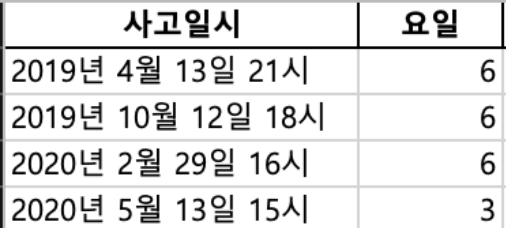 사고일시 요일
2019년 4월 13일 21시 6
2019년 10월 12일 18시 6
2020년 2월 29일 16시 6
2020년 5월 13일 15시 3